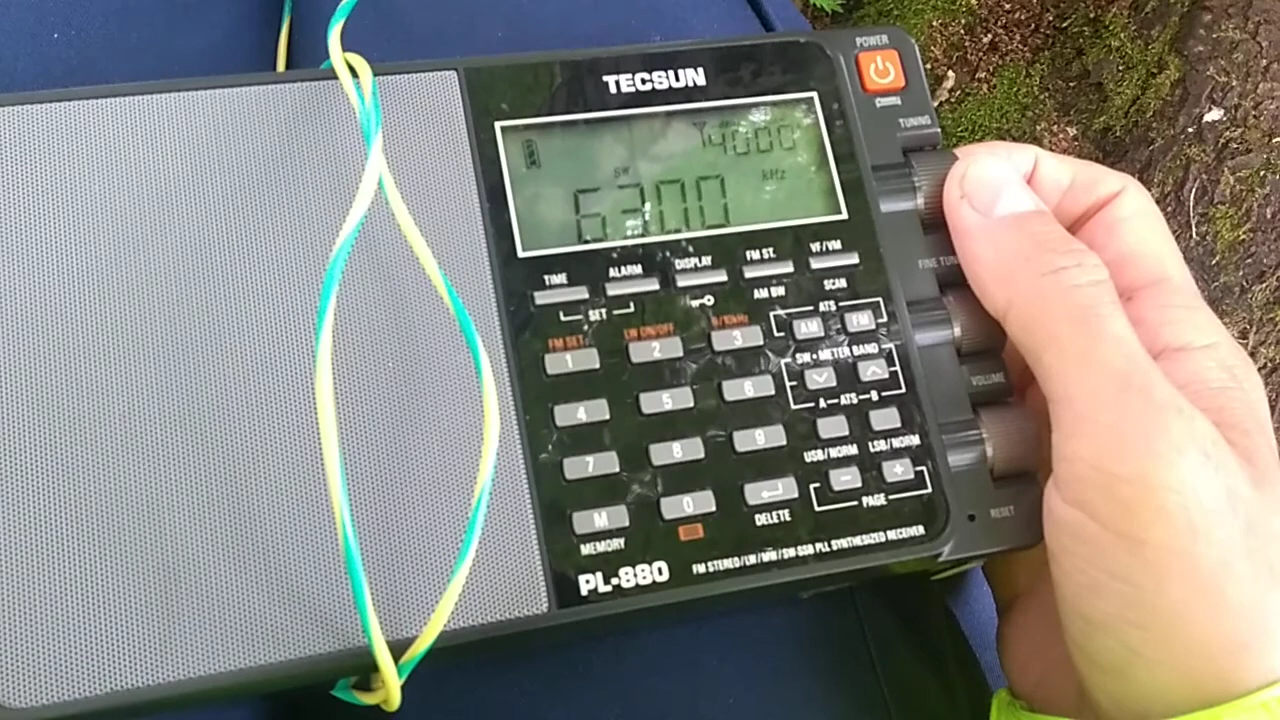 TECSUN
POWER
TUNING
SW
kHz
6300
TIME
ALARM
DISPLAY
FM ST.
VF/VM
SET
AM BW
SCAN
FINE TUN
FM SET
LW ON/OFF
9/10kHz
ATS
1
2
3
AM
FM
SW • METER BAND
4
5
6
A—ATS—B
VOLUME
7
8
9
USB/NORM
LSB/NORM
M
0
DELETE
-
+
PAGE
RESET
MEMORY
PL-880
FM STEREO/LW/MW/SW-SSB PLL SYNTHESIZED RECEIVER